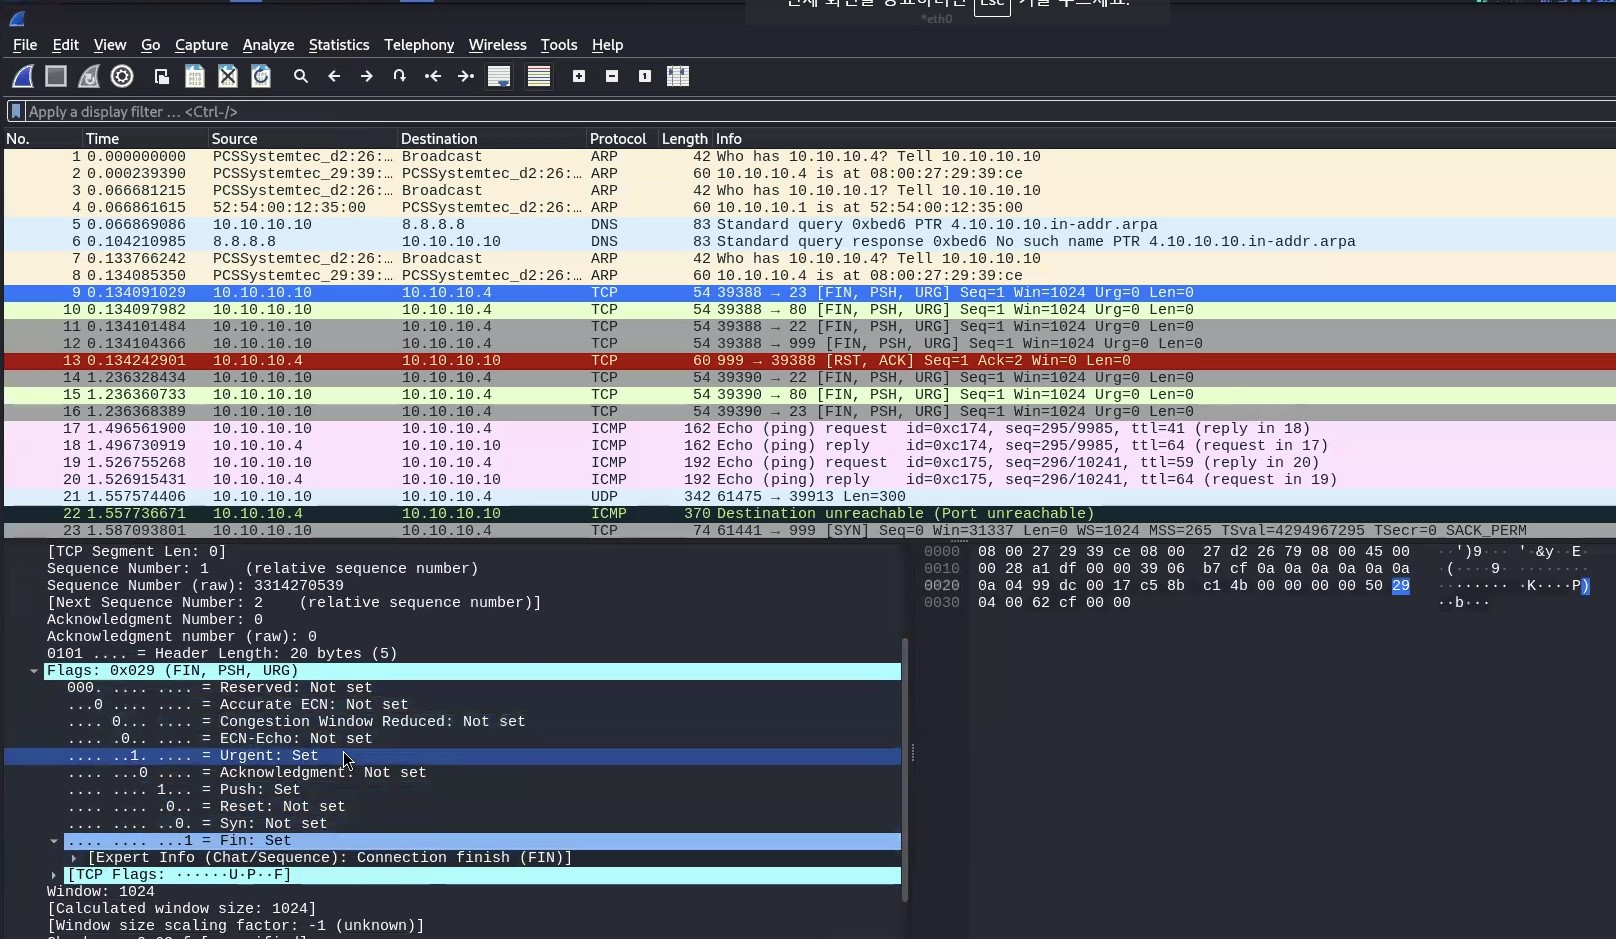 Esc
*eth0
File Edit View Go Capture Analyze Statistics Telephony Wireless Tools Help
Apply a display filter ... <Ctrl-/>
No. Time Source Destination Protocol Length Info
1 0.000000000 PCSSystemtec_d2:26:… Broadcast ARP 42 Who has 10.10.10.4? Tell 10.10.10.10
2 0.000239390 PCSSystemtec_29:39:… PCSSystemtec_d2:26:… ARP 60 10.10.10.4 is at 08:00:27:29:39:ce
3 0.066681215 PCSSystemtec_d2:26:… Broadcast ARP 42 Who has 10.10.10.1? Tell 10.10.10.10
4 0.066861615 52:54:00:12:35:00 PCSSystemtec_d2:26:… ARP 60 10.10.10.1 is at 52:54:00:12:35:00
5 0.066869086 10.10.10.10 8.8.8.8 DNS 83 Standard query 0xbed6 PTR 4.10.10.10.in-addr.arpa
6 0.104210985 8.8.8.8 10.10.10.10 DNS 83 Standard query response 0xbed6 No such name PTR 4.10.10.10.in-addr.arpa
7 0.133766242 PCSSystemtec_d2:26:… Broadcast ARP 42 Who has 10.10.10.4? Tell 10.10.10.10
8 0.134085350 PCSSystemtec_29:39:… PCSSystemtec_d2:26:… ARP 60 10.10.10.4 is at 08:00:27:29:39:ce
9 0.134091029 10.10.10.10 10.10.10.4 TCP 54 39388 → 23 [FIN, PSH, URG] Seq=1 Win=1024 Urg=0 Len=0
10 0.134097982 10.10.10.10 10.10.10.4 TCP 54 39388 → 80 [FIN, PSH, URG] Seq=1 Win=1024 Urg=0 Len=0
11 0.134101484 10.10.10.10 10.10.10.4 TCP 54 39388 → 22 [FIN, PSH, URG] Seq=1 Win=1024 Urg=0 Len=0
12 0.134104366 10.10.10.10 10.10.10.4 TCP 54 39388 → 999 [FIN, PSH, URG] Seq=1 Win=1024 Urg=0 Len=0
13 0.134242901 10.10.10.4 10.10.10.10 TCP 60 999 → 39388 [RST, ACK] Seq=1 Ack=2 Win=0 Len=0
14 1.236328434 10.10.10.10 10.10.10.4 TCP 54 39390 → 22 [FIN, PSH, URG] Seq=1 Win=1024 Urg=0 Len=0
15 1.236360733 10.10.10.10 10.10.10.4 TCP 54 39390 → 80 [FIN, PSH, URG] Seq=1 Win=1024 Urg=0 Len=0
16 1.236368389 10.10.10.10 10.10.10.4 TCP 54 39390 → 23 [FIN, PSH, URG] Seq=1 Win=1024 Urg=0 Len=0
17 1.496561900 10.10.10.10 10.10.10.4 ICMP 162 Echo (ping) request id=0xc174, seq=295/9985, ttl=41 (reply in 18)
18 1.496730919 10.10.10.4 10.10.10.10 ICMP 162 Echo (ping) reply id=0xc174, seq=295/9985, ttl=64 (request in 17)
19 1.526755268 10.10.10.10 10.10.10.4 ICMP 192 Echo (ping) request id=0xc175, seq=296/10241, ttl=59 (reply in 20)
20 1.526915431 10.10.10.4 10.10.10.10 ICMP 192 Echo (ping) reply id=0xc175, seq=296/10241, ttl=64 (request in 19)
21 1.557574406 10.10.10.10 10.10.10.4 UDP 342 61475 → 39913 Len=300
22 1.557736671 10.10.10.4 10.10.10.10 ICMP 370 Destination unreachable (Port unreachable)
23 1.587093801 10.10.10.10 10.10.10.4 TCP 74 61441 → 999 [SYN] Seq=0 Win=31337 Len=0 WS=1024 MSS=265 TSval=4294967295 TSecr=0 SACK_PERM
[TCP Segment Len: 0]
Sequence Number: 1 (relative sequence number)
Sequence Number (raw): 3314270539
[Next Sequence Number: 2 (relative sequence number)]
Acknowledgment Number: 0
Acknowledgment number (raw): 0
0101 .... = Header Length: 20 bytes (5)
Flags: 0x029 (FIN, PSH, URG)
000. .... .... = Reserved: Not set
...0 .... .... = Accurate ECN: Not set
.... 0... .... = Congestion Window Reduced: Not set
.... .0.. .... = ECN-Echo: Not set
.... ..1. .... = Urgent: Set
.... ...0 .... = Acknowledgment: Not set
.... .... 1... = Push: Set
.... .... .0.. = Reset: Not set
.... .... ..0. = Syn: Not set
.... .... ...1 = Fin: Set
[Expert Info (Chat/Sequence): Connection finish (FIN)]
[TCP Flags: ······U·P··F]
Window: 1024
[Calculated window size: 1024]
[Window size scaling factor: -1 (unknown)]
0000 08 00 27 29 39 ce 08 00 27 d2 26 79 08 00 45 00 ··')9··· '·&y··E·
0010 00 28 a1 df 00 00 39 06 b7 cf 0a 0a 0a 0a 0a 0a ·(····9· ········
0020 0a 04 99 dc 00 17 c5 8b c1 4b 00 00 00 00 50 29 ········ ·K····P)
0030 04 00 62 cf 00 00 ··b···